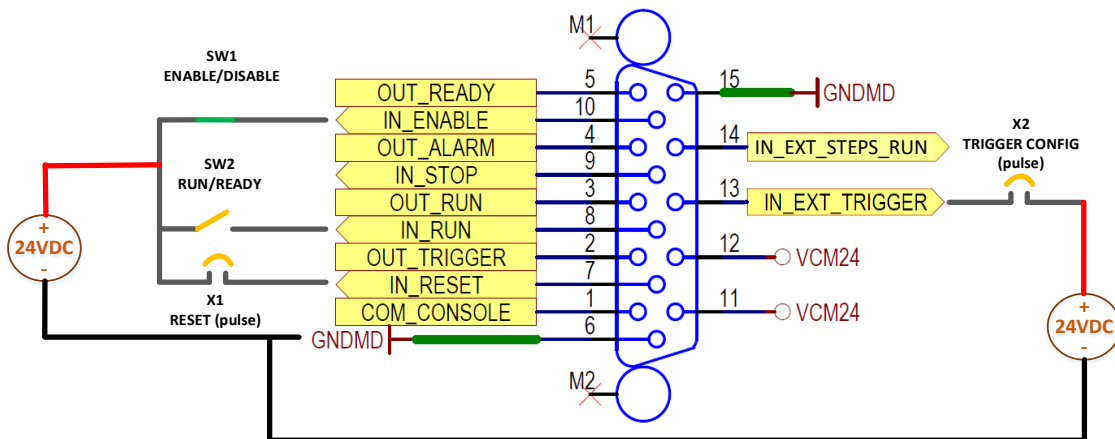 M1
SW1
ENABLE/DISABLE
5
15
OUT_READY
GNDMD
10
IN_ENABLE
X2
TRIGGER CONFIG
(pulse)
4
14
OUT_ALARM
IN_EXT_STEPS_RUN
SW2
RUN/READY
9
IN_STOP
3
13
OUT_RUN
IN_EXT_TRIGGER
8
IN_RUN
+
24VDC
-
2
12
OUT_TRIGGER
VCM24
7
IN_RESET
X1
RESET (pulse)
1
11
COM_CONSOLE
VCM24
6
GNDMD
+
24VDC
-
M2